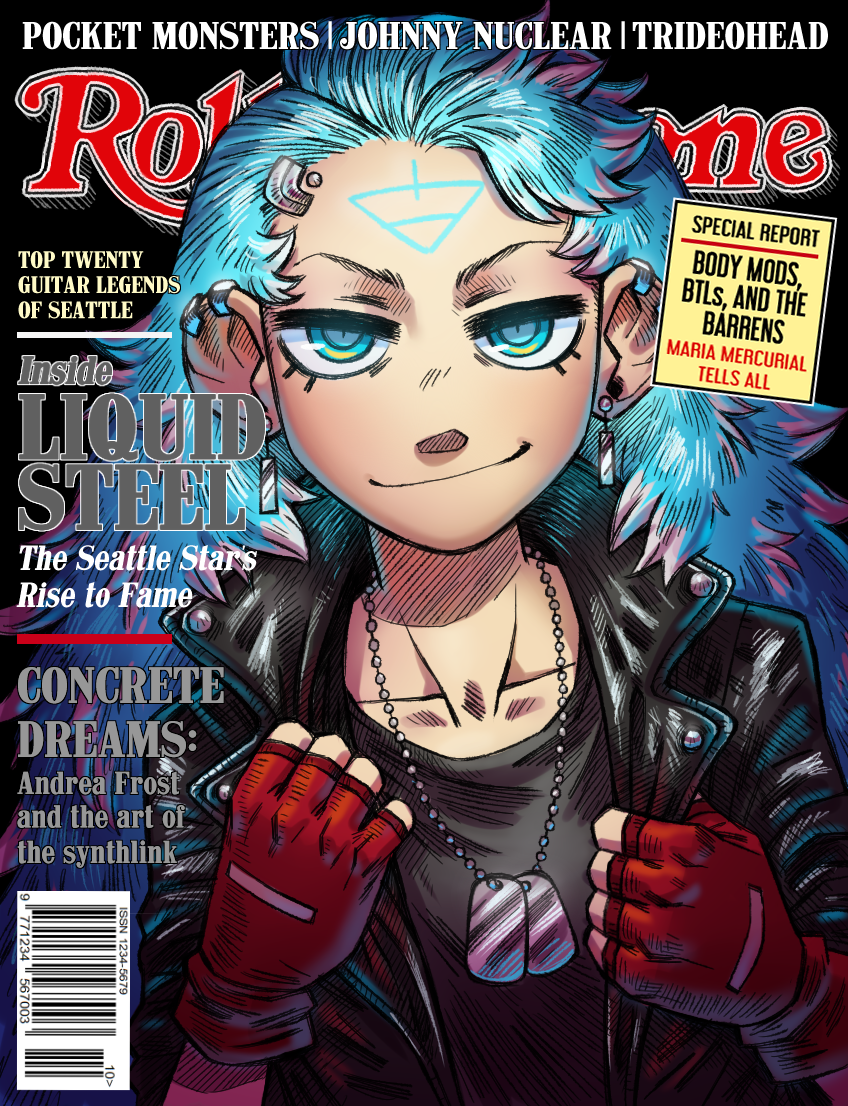 POCKET MONSTERS | JOHNNY NUCLEAR | TRIDEOHEAD
Rol
ne
SPECIAL REPORT
BODY MODS,
BTLs, AND THE
BARRENS
MARIA MERCURIAL
TELLS ALL
TOP TWENTY
GUITAR LEGENDS
OF SEATTLE
Inside
LIQUID
STEEL
The Seattle Star's
Rise to Fame
CONCRETE
DREAMS:
Andrea Frost
and the art of
the synthlink
ISSN 1234-5679
9 771234 567003
10>